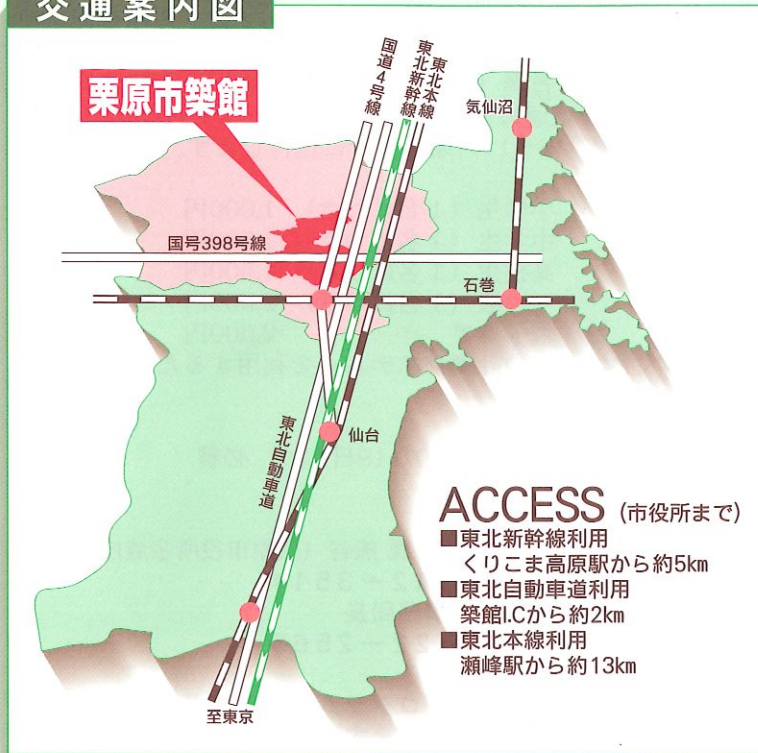 交通案内図
栗原市築館
国道4号線
東北新幹線
東北本線
気仙沼
国号398号線
石巻
仙台
東北自動車道
至東京
ACCESS (市役所まで)
■東北新幹線利用
くりこま高原駅から約5km
■東北自動車道利用
築館I.Cから約2km
■東北本線利用
瀬峰駅から約13km